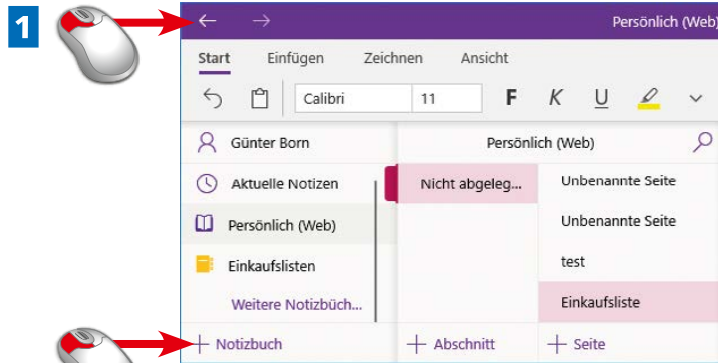 1
Persönlich (Web)
Start Einfügen Zeichnen Ansicht
Calibri 11 F K U
Günter Born
Persönlich (Web)
Aktuelle Notizen
Persönlich (Web)
Einkaufslisten
Weitere Notizbüch...
Nicht abgeleg...
Unbenannte Seite
Unbenannte Seite
test
Einkaufsliste
+ Notizbuch
+ Abschnitt
+ Seite